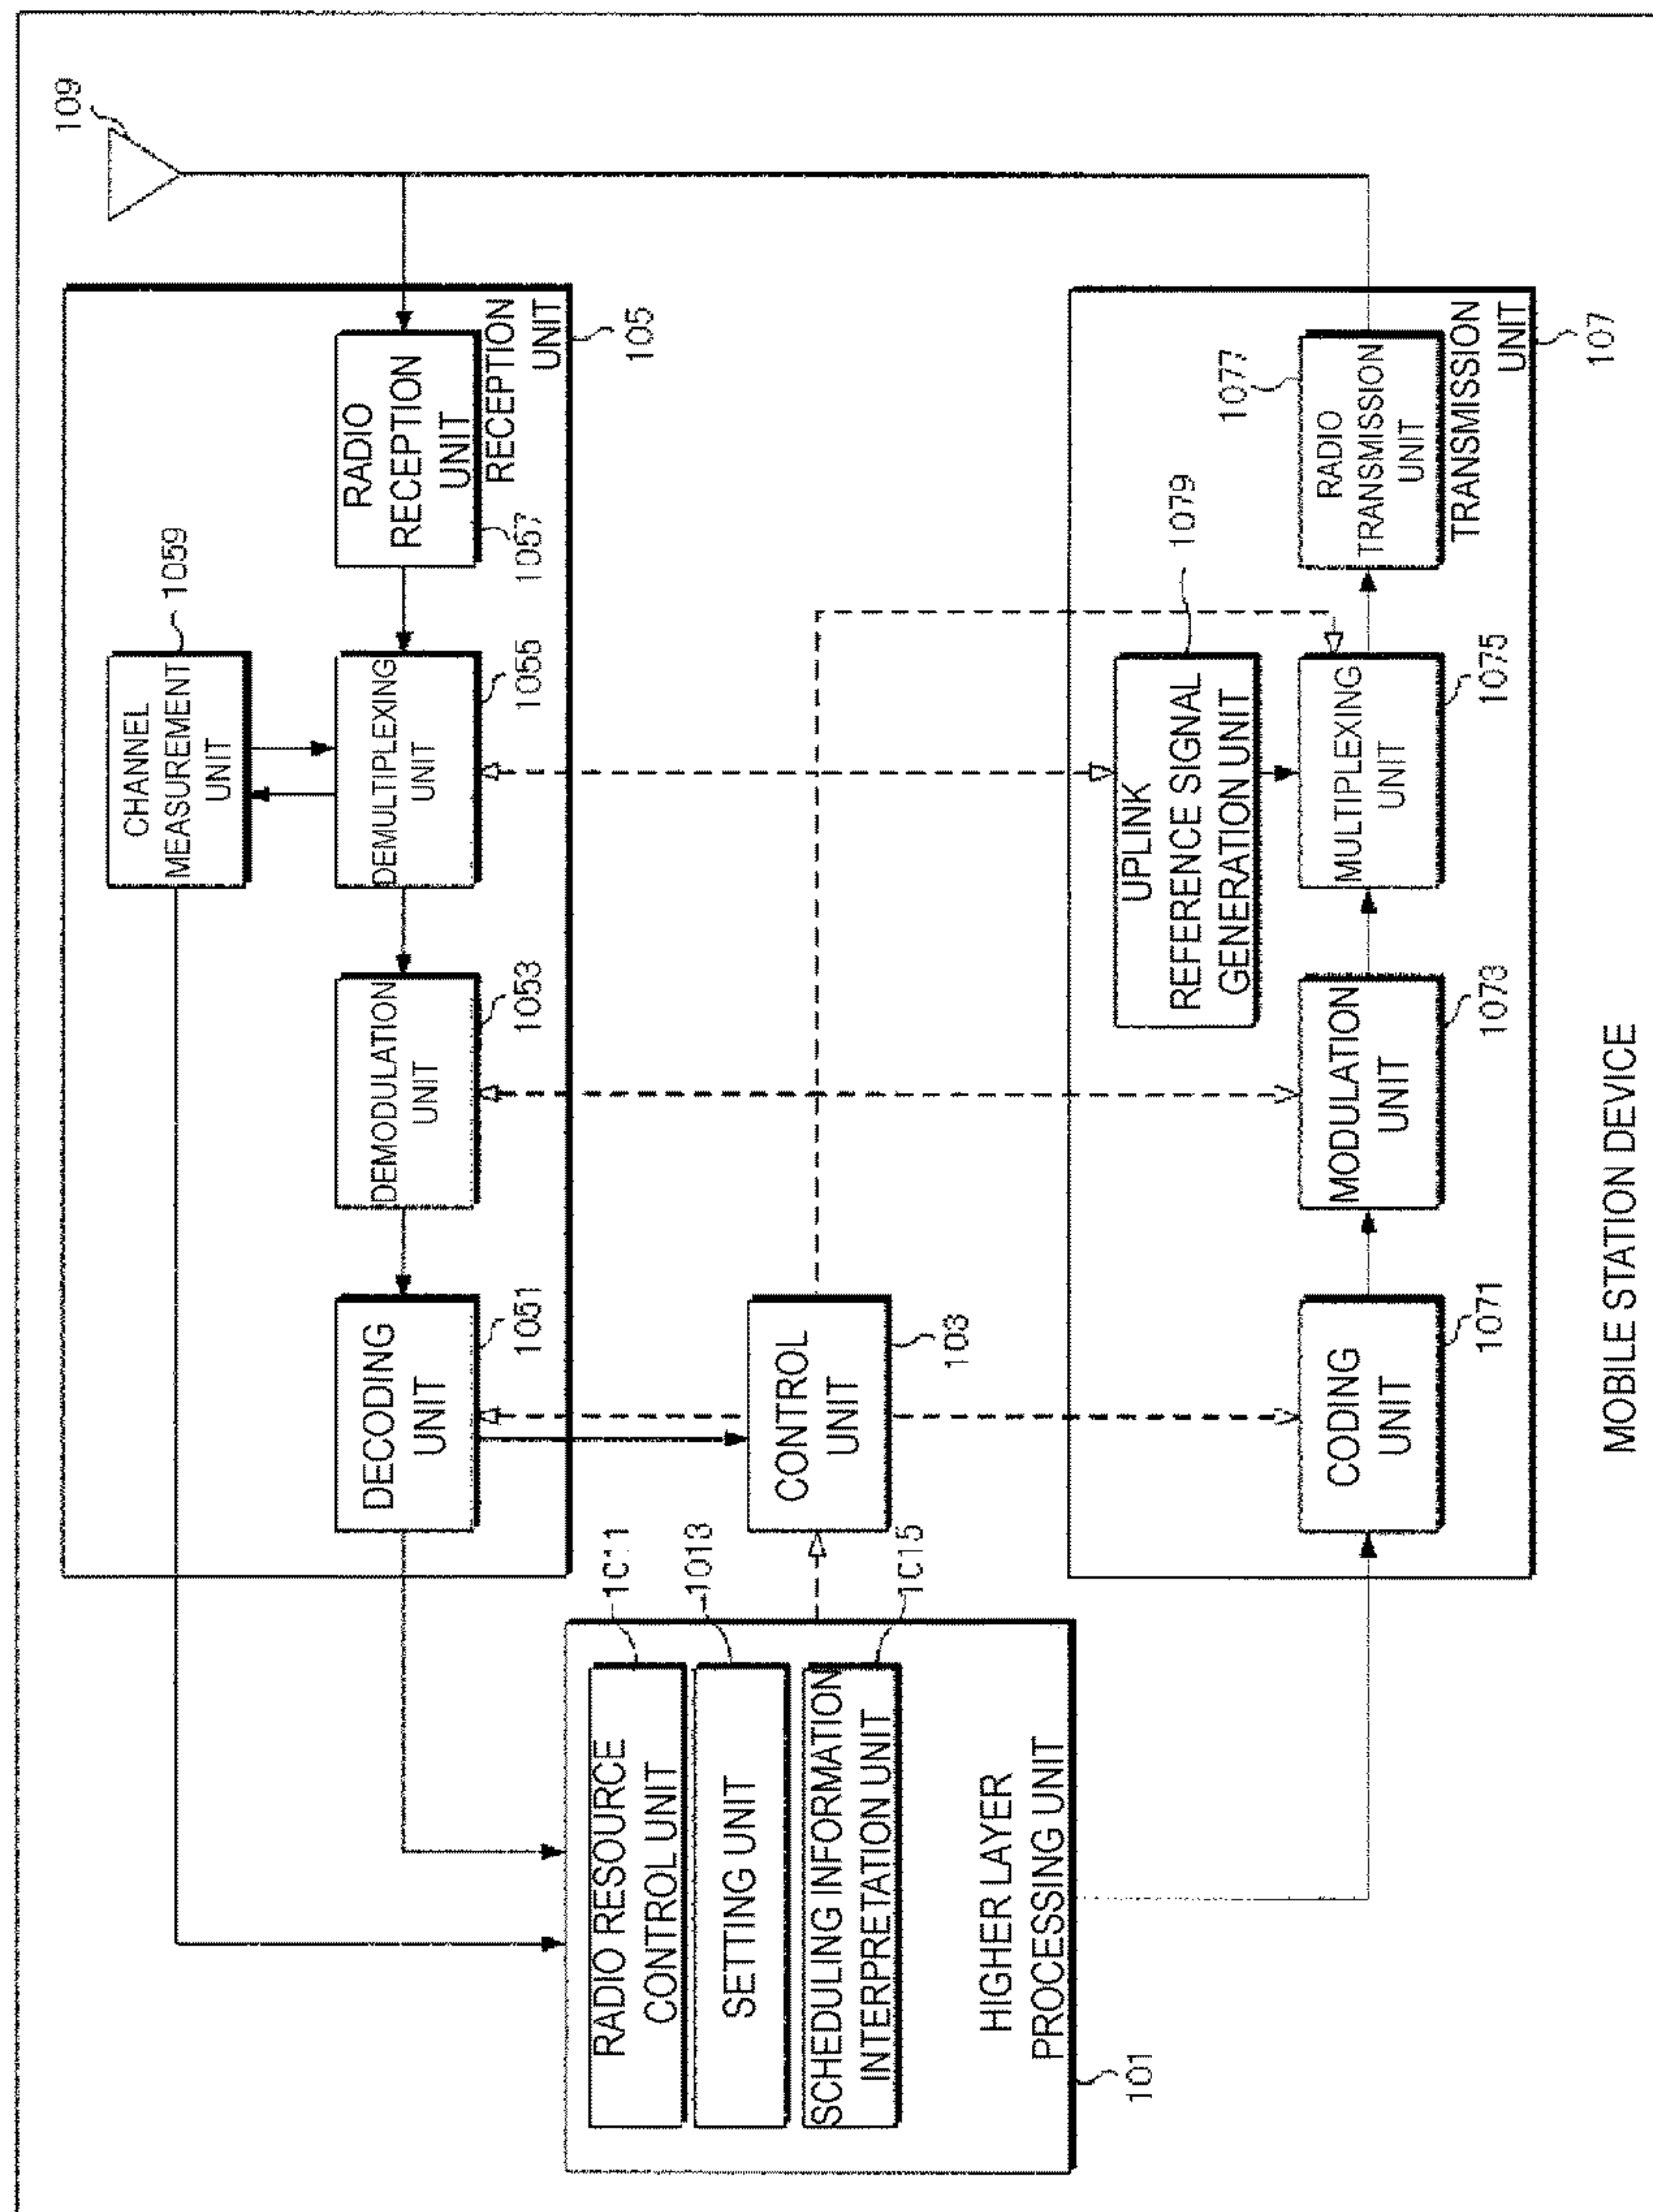 109
RECEPTION
UNIT
105
CHANNEL
MEASUREMENT
UNIT
1059
RADIO
RECEPTION
UNIT
1057
DEMULTIPLEXING
UNIT
1055
DEMODULATION
UNIT
1053
DECODING
UNIT
1051
RADIO RESOURCE
CONTROL UNIT
1011
SETTING UNIT
1013
SCHEDULING INFORMATION
INTERPRETATION UNIT
1015
HIGHER LAYER
PROCESSING UNIT
101
CONTROL
UNIT
103
UPLINK
REFERENCE SIGNAL
GENERATION UNIT
1079
CODING
UNIT
1071
MODULATION
UNIT
1073
MULTIPLEXING
UNIT
1075
RADIO
TRANSMISSION
UNIT
1077
TRANSMISSION
UNIT
107
MOBILE STATION DEVICE